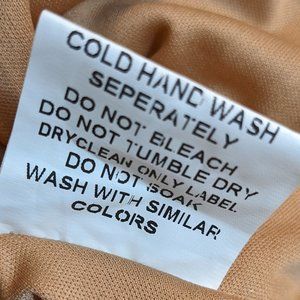 COLD HAND WASH
SEPERATELY
DO NOT BLEACH
DO NOT TUMBLE DRY
DRYCLEAN ONLY LABEL
DO NOT SOAK
WASH WITH SIMILAR
COLORS